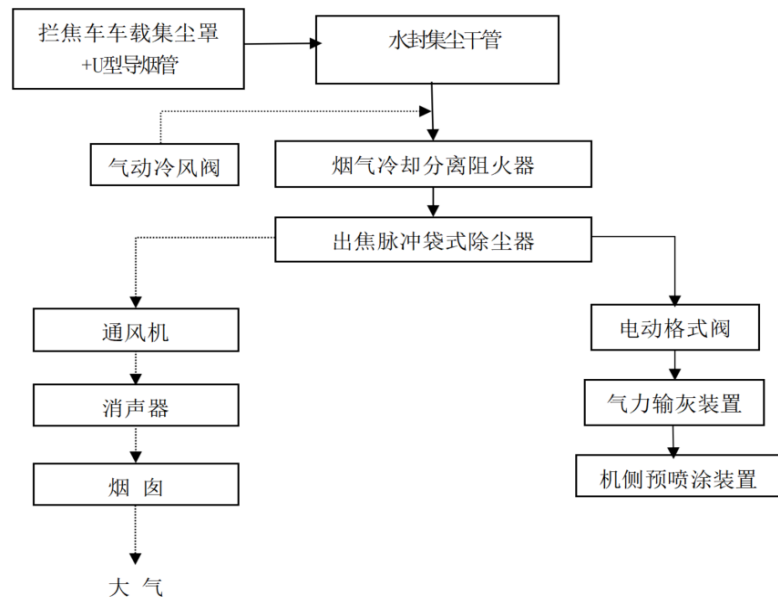 拦焦车车载集尘罩
+U型导烟管
水封集尘干管
气动冷风阀
烟气冷却分离阻火器
出焦脉冲袋式除尘器
通风机
电动格式阀
消声器
气力输灰装置
烟 囱
机侧预喷涂装置
大 气